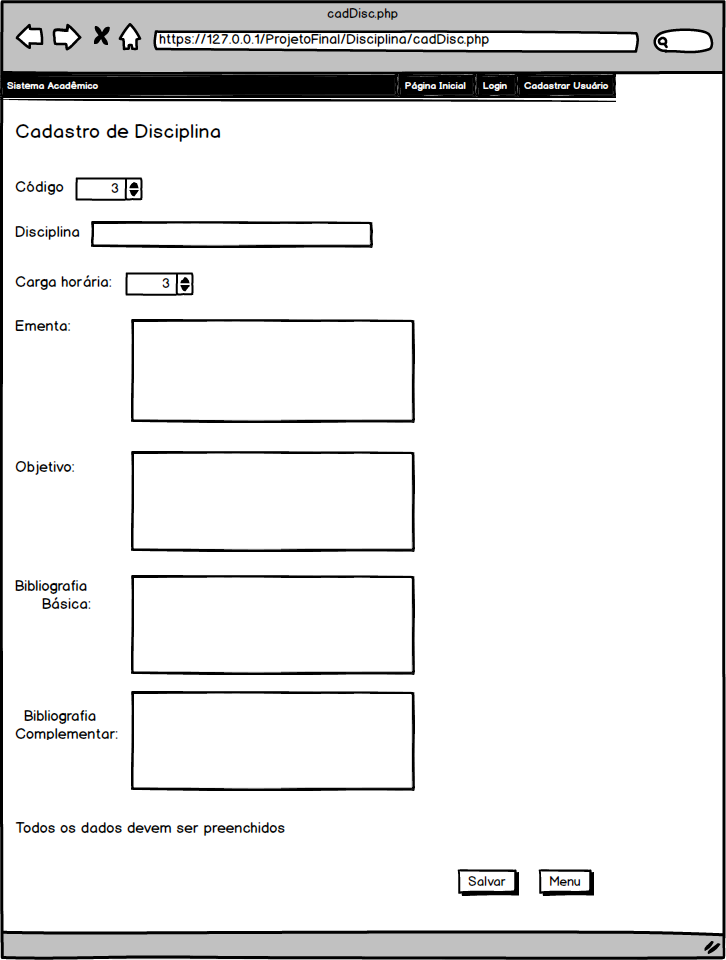 cadDisc.php
https://127.0.0.1/ProjetoFinal/Disciplina/cadDisc.php
Sistema Acadêmico Página Inicial Login Cadastrar Usuário
Cadastro de Disciplina
Código 3
Disciplina
Carga horária: 3
Ementa:
Objetivo:
Bibliografia
Básica:
Bibliografia
Complementar:
Todos os dados devem ser preenchidos
Salvar Menu